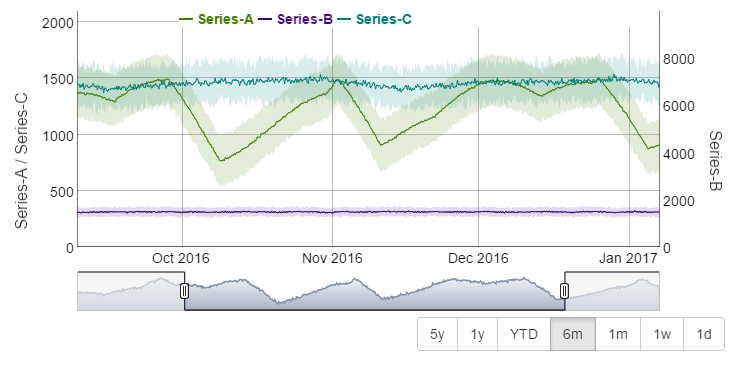 Series-A Series-B Series-C
2000
1500
1000
500
0
Series-A / Series-C
8000
6000
4000
2000
0
Series-B
Oct 2016 Nov 2016 Dec 2016 Jan 2017
5y 1y YTD 6m 1m 1w 1d